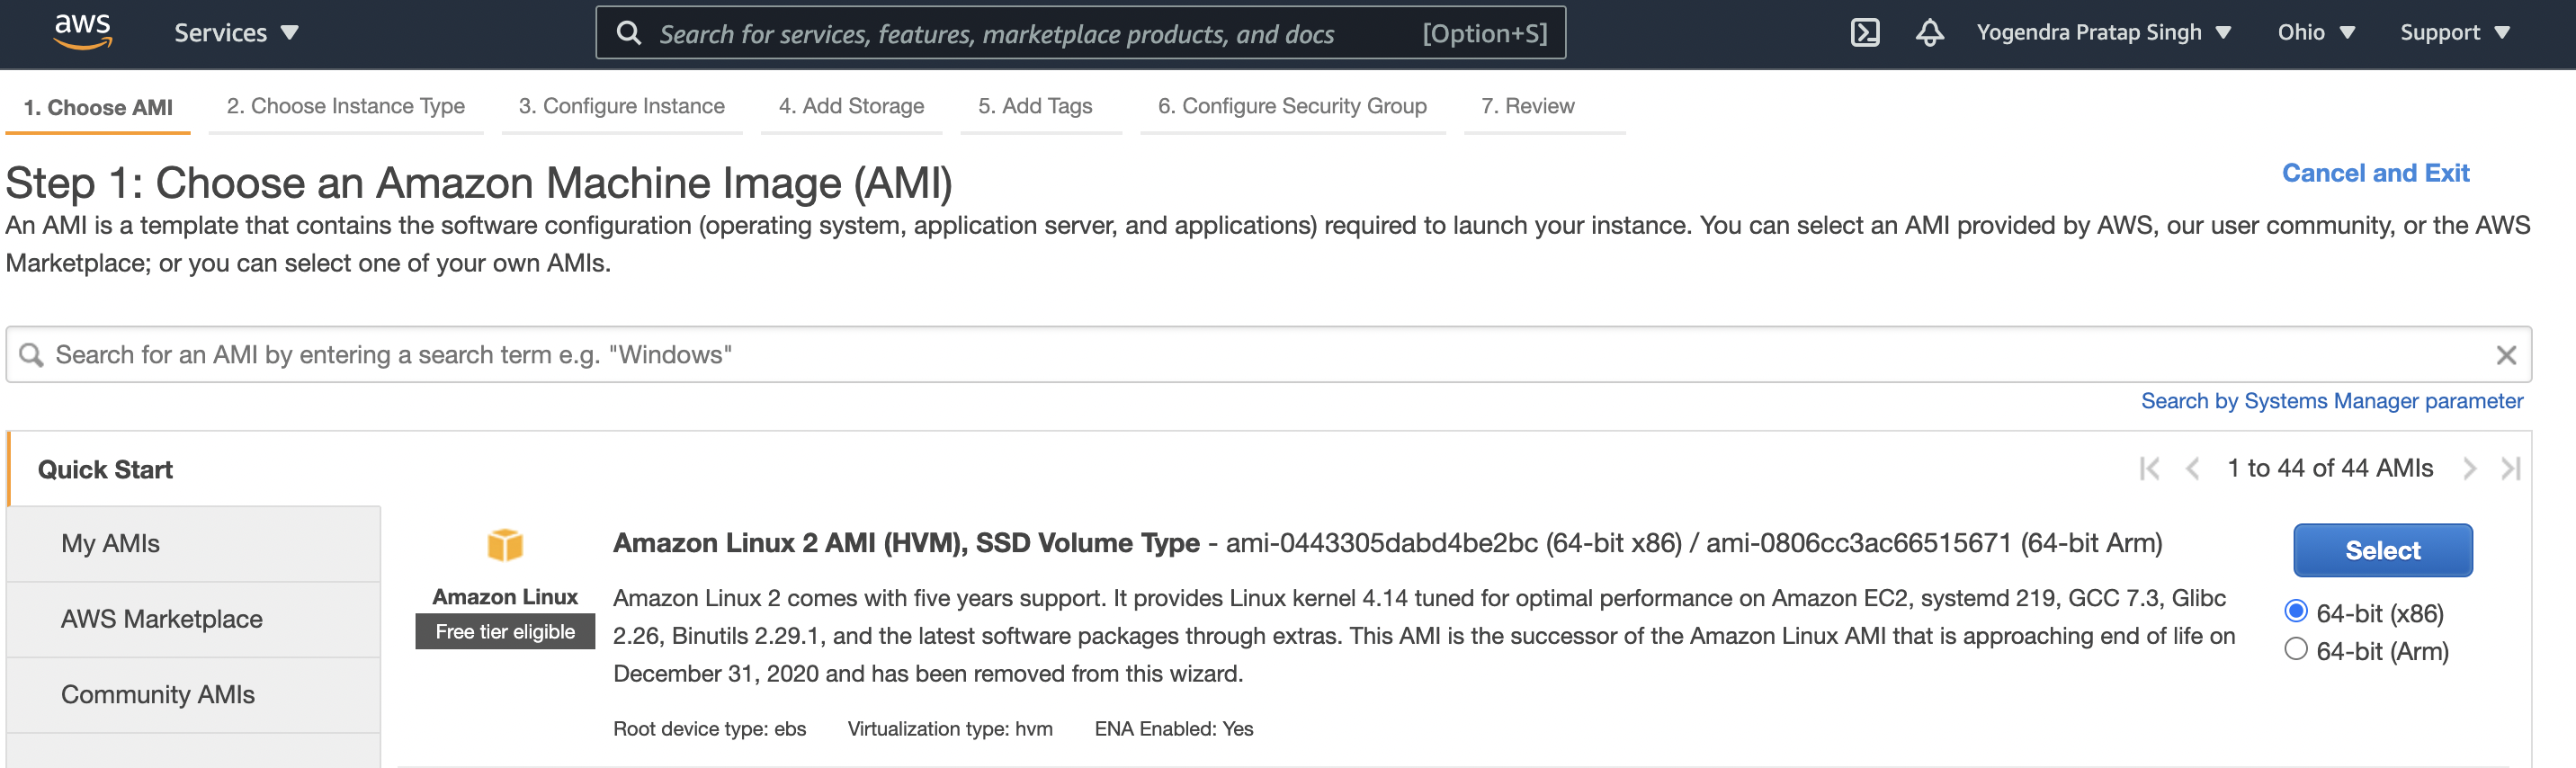 aws Services Search for services, features, marketplace products, and docs [Option+S] Yogendra Pratap Singh Ohio Support
1. Choose AMI 2. Choose Instance Type 3. Configure Instance 4. Add Storage 5. Add Tags 6. Configure Security Group 7. Review
Step 1: Choose an Amazon Machine Image (AMI)
Cancel and Exit
An AMI is a template that contains the software configuration (operating system, application server, and applications) required to launch your instance. You can select an AMI provided by AWS, our user community, or the AWS
Marketplace; or you can select one of your own AMIs.
Search for an AMI by entering a search term e.g. "Windows"
Search by Systems Manager parameter
Quick Start
1 to 44 of 44 AMIs
My AMIs
AWS Marketplace
Community AMIs
Amazon Linux
Free tier eligible
Amazon Linux 2 AMI (HVM), SSD Volume Type - ami-0443305dabd4be2bc (64-bit x86) / ami-0806cc3ac66515671 (64-bit Arm)
Amazon Linux 2 comes with five years support. It provides Linux kernel 4.14 tuned for optimal performance on Amazon EC2, systemd 219, GCC 7.3, Glibc
2.26, Binutils 2.29.1, and the latest software packages through extras. This AMI is the successor of the Amazon Linux AMI that is approaching end of life on
December 31, 2020 and has been removed from this wizard.
Root device type: ebs Virtualization type: hvm ENA Enabled: Yes
Select
64-bit (x86)
64-bit (Arm)